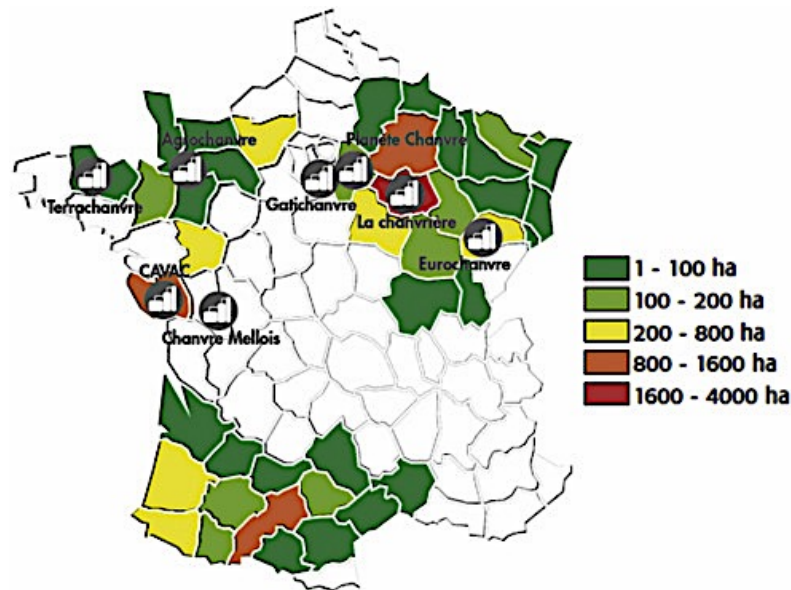 Agrochanvre
Planète Chanvre
Terrochanvre
Gatichanvre
La chanvrière
Eurochanvre
CAVAC
Chanvre Mellois
1 - 100 ha
100 - 200 ha
200 - 800 ha
800 - 1600 ha
1600 - 4000 ha